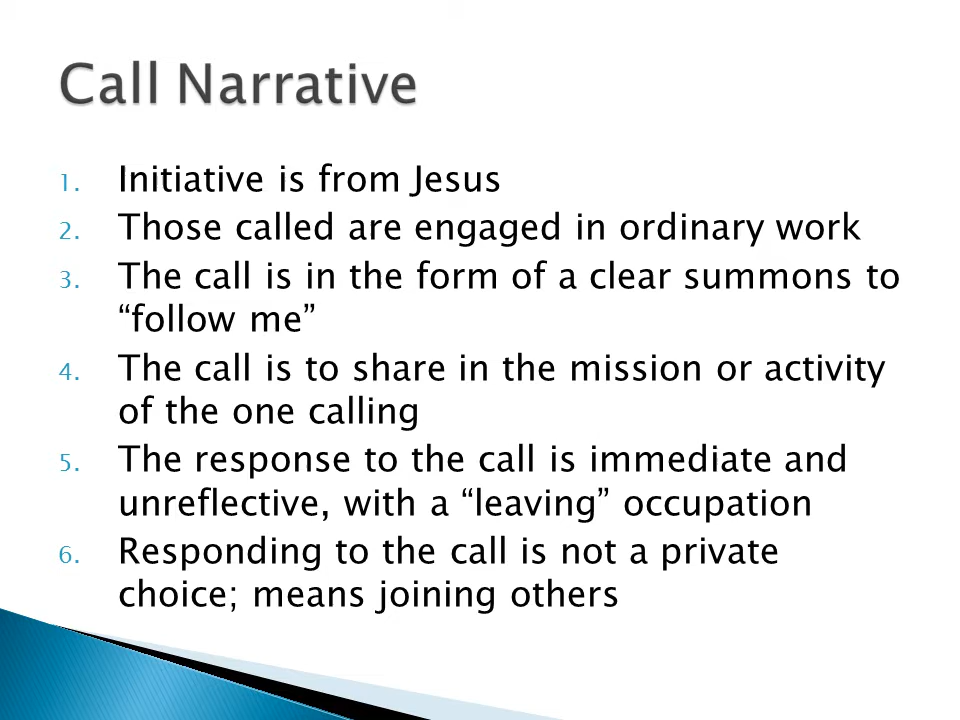 Call Narrative
1. Initiative is from Jesus
2. Those called are engaged in ordinary work
3. The call is in the form of a clear summons to
“follow me”
4. The call is to share in the mission or activity
of the one calling
5. The response to the call is immediate and
unreflective, with a “leaving” occupation
6. Responding to the call is not a private
choice; means joining others